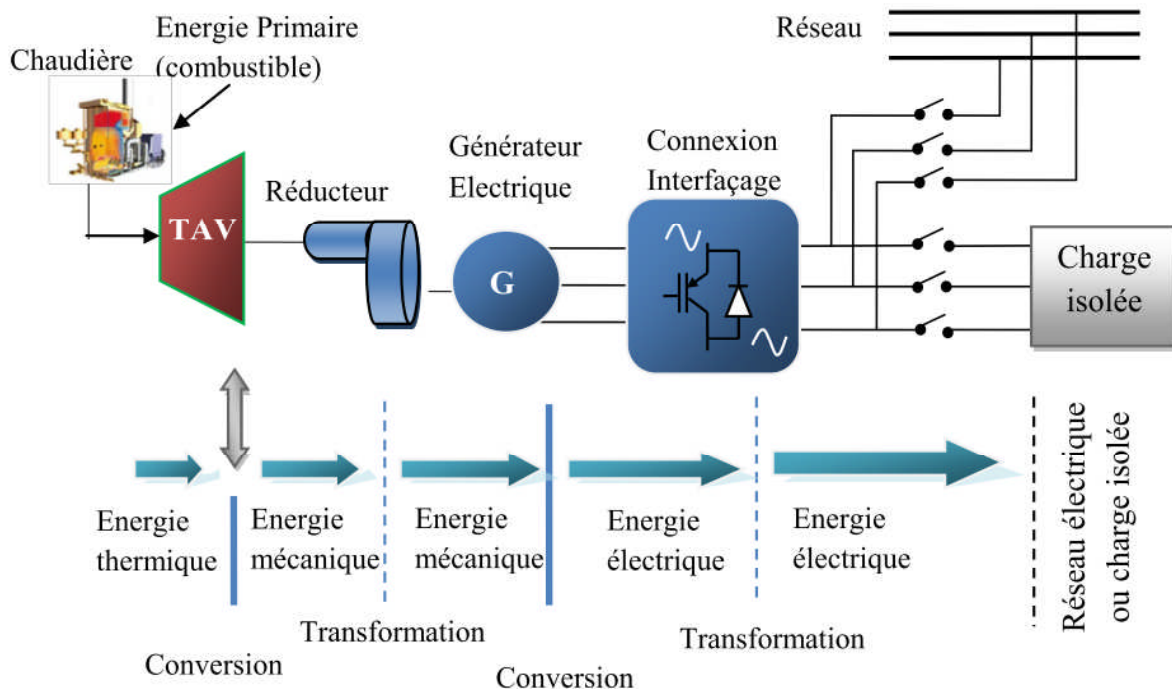 Energie Primaire
(combustible)
Chaudière
Réseau
Générateur
Electrique
Connexion
Interfaçage
Réducteur
TAV
G
Charge
isolée
Energie
thermique
Energie
mécanique
Energie
mécanique
Energie
électrique
Energie
électrique
Réseau électrique
ou charge isolée
Transformation
Transformation
Conversion
Conversion